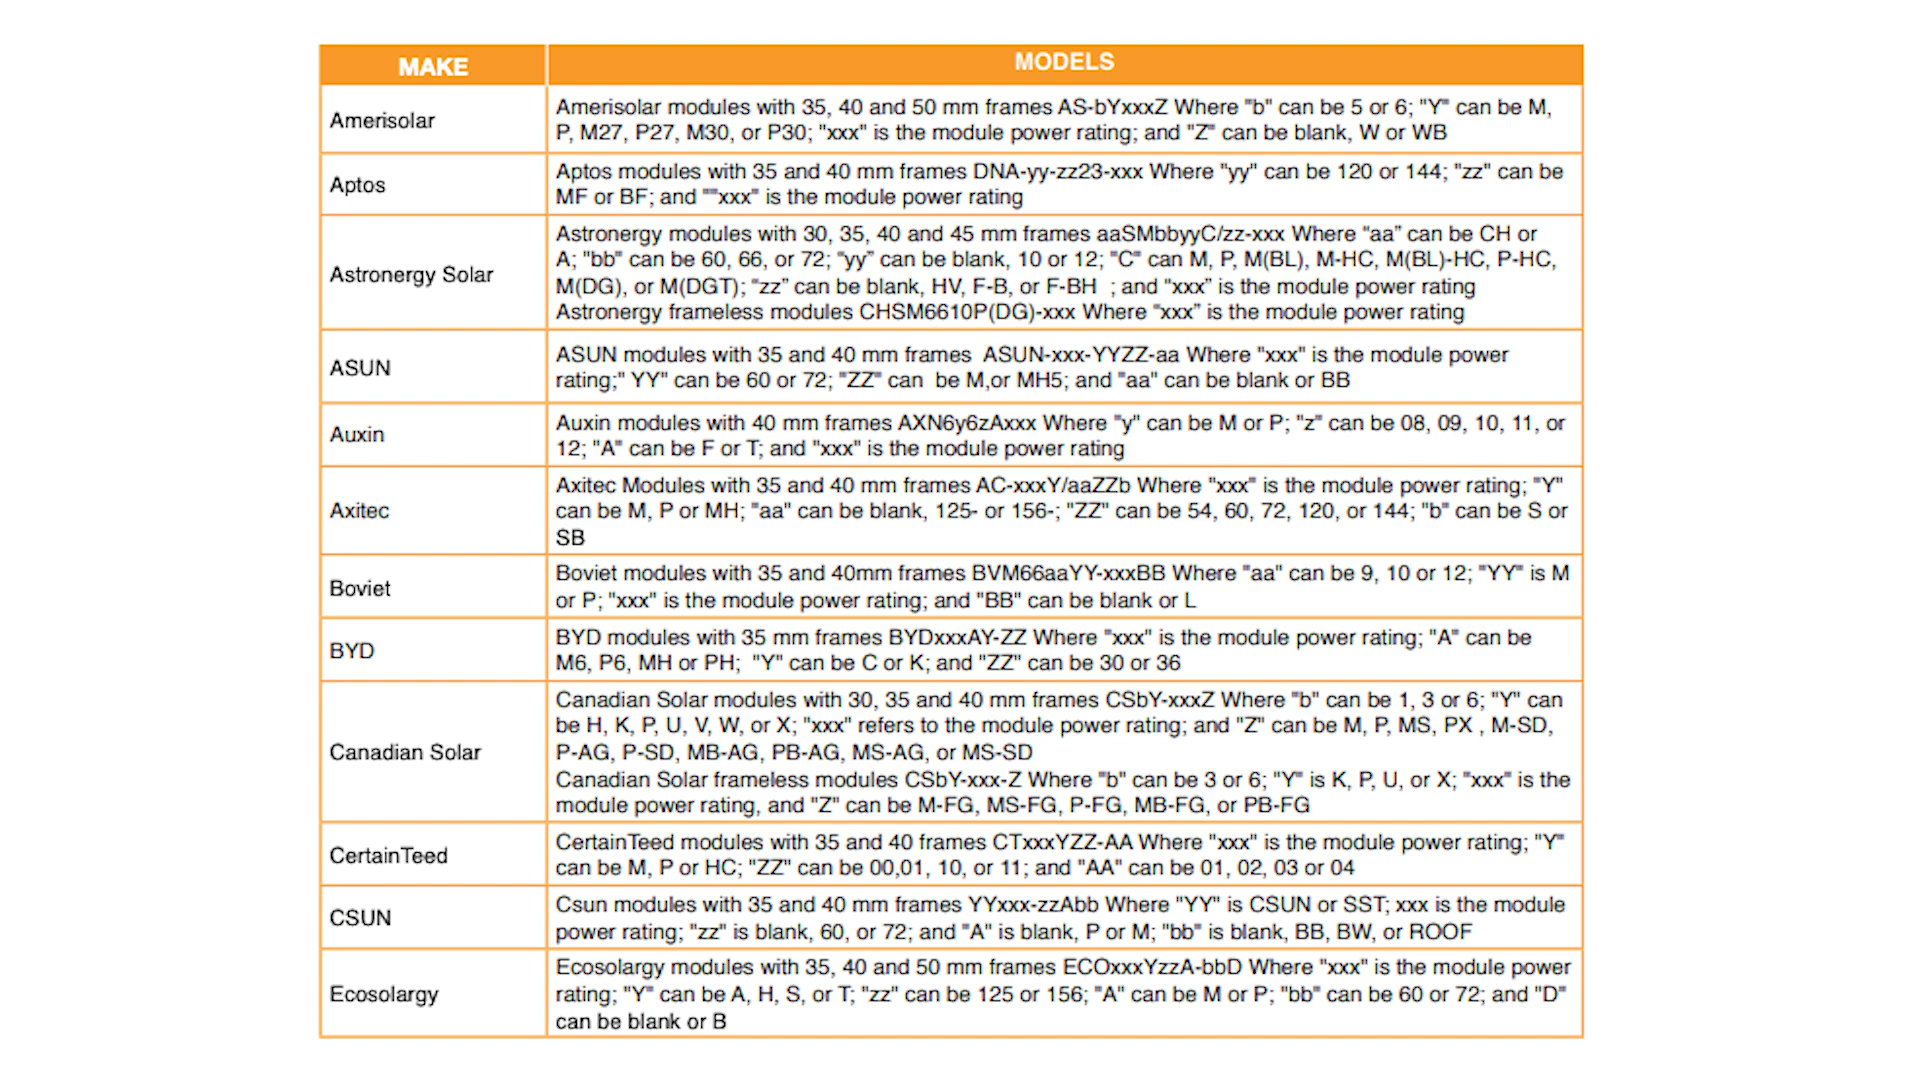 MAKE
MODELS
Amerisolar
Amerisolar modules with 35, 40 and 50 mm frames AS-bYxxxZ Where "b" can be 5 or 6; "Y" can be M,
P, M27, P27, M30, or P30; "xxx" is the module power rating; and "Z" can be blank, W or WB
Aptos
Aptos modules with 35 and 40 mm frames DNA-yy-zz23-xxx Where "yy" can be 120 or 144; "zz" can be
MF or BF; and ""xxx" is the module power rating
Astronergy Solar
Astronergy modules with 30, 35, 40 and 45 mm frames aaSMbbyyC/zz-xxx Where “aa” can be CH or
A; "bb" can be 60, 66, or 72; “yy” can be blank, 10 or 12; "C" can M, P, M(BL), M-HC, M(BL)-HC, P-HC,
M(DG), or M(DGT); “zz” can be blank, HV, F-B, or F-BH ; and “xxx” is the module power rating
Astronergy frameless modules CHSM6610P(DG)-xxx Where “xxx” is the module power rating
ASUN
ASUN modules with 35 and 40 mm frames ASUN-xxx-YYZZ-aa Where "xxx" is the module power
rating;" YY" can be 60 or 72; "ZZ" can be M,or MH5; and "aa" can be blank or BB
Auxin
Auxin modules with 40 mm frames AXN6y6zAxxx Where "y" can be M or P; "z" can be 08, 09, 10, 11, or
12; "A" can be F or T; and "xxx" is the module power rating
Axitec
Axitec Modules with 35 and 40 mm frames AC-xxxY/aaZZb Where "xxx" is the module power rating; "Y"
can be M, P or MH; "aa" can be blank, 125- or 156-; "ZZ" can be 54, 60, 72, 120, or 144; "b" can be S or
SB
Boviet
Boviet modules with 35 and 40mm frames BVM66aaYY-xxxBB Where "aa" can be 9, 10 or 12; "YY" is M
or P; "xxx" is the module power rating; and "BB" can be blank or L
BYD
BYD modules with 35 mm frames BYDxxxAY-ZZ Where "xxx" is the module power rating; "A" can be
M6, P6, MH or PH; "Y" can be C or K; and "ZZ" can be 30 or 36
Canadian Solar
Canadian Solar modules with 30, 35 and 40 mm frames CSbY-xxxZ Where "b" can be 1, 3 or 6; "Y" can
be H, K, P, U, V, W, or X; "xxx" refers to the module power rating; and "Z" can be M, P, MS, PX , M-SD,
P-AG, P-SD, MB-AG, PB-AG, MS-AG, or MS-SD
Canadian Solar frameless modules CSbY-xxx-Z Where "b" can be 3 or 6; "Y" is K, P, U, or X; "xxx" is the
module power rating, and "Z" can be M-FG, MS-FG, P-FG, MB-FG, or PB-FG
CertainTeed
CertainTeed modules with 35 and 40 frames CTxxxYZZ-AA Where "xxx" is the module power rating; "Y"
can be M, P or HC; "ZZ" can be 00,01, 10, or 11; and "AA" can be 01, 02, 03 or 04
CSUN
Csun modules with 35 and 40 mm frames YYxxx-zzAbb Where "YY" is CSUN or SST; xxx is the module
power rating; "zz" is blank, 60, or 72; and "A" is blank, P or M; "bb" is blank, BB, BW, or ROOF
Ecosolargy
Ecosolargy modules with 35, 40 and 50 mm frames ECOxxxYzzA-bbD Where "xxx" is the module power
rating; "Y" can be A, H, S, or T; "zz" can be 125 or 156; "A" can be M or P; "bb" can be 60 or 72; and "D"
can be blank or B